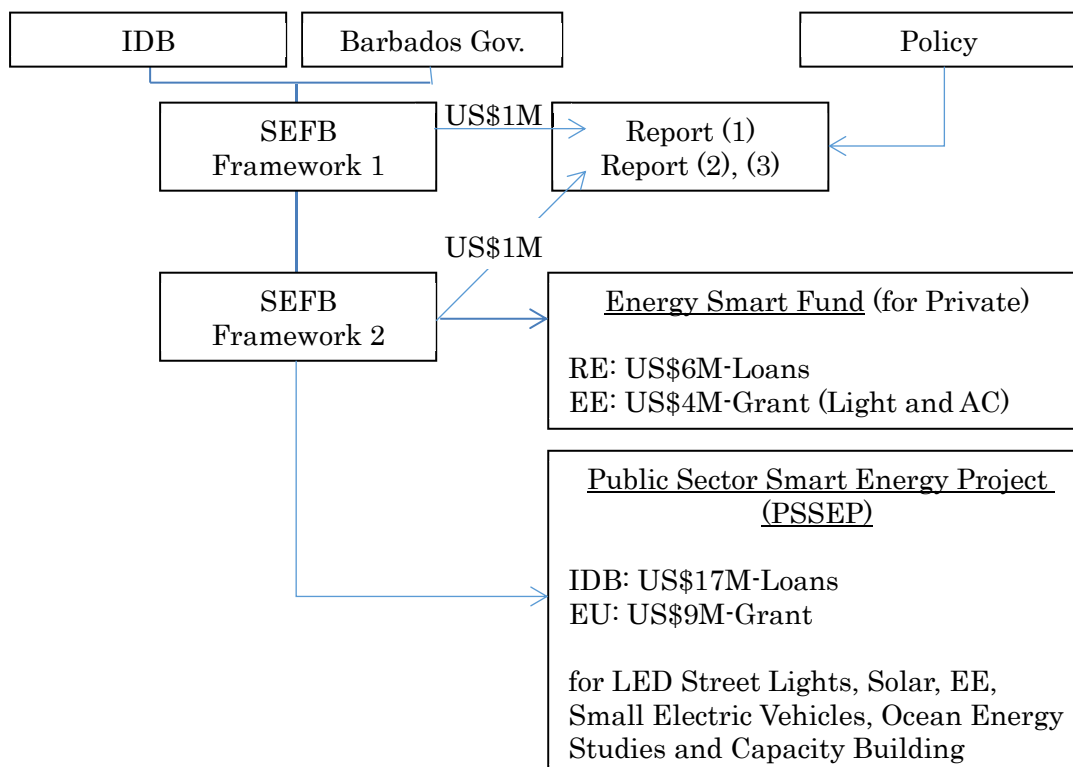 IDB
Barbados Gov.
Policy
SEFB
Framework 1
US$1M
Report (1)
Report (2), (3)
US$1M
SEFB
Framework 2
Energy Smart Fund (for Private)
RE: US$6M-Loans
EE: US$4M-Grant (Light and AC)
Public Sector Smart Energy Project
(PSSEP)
IDB: US$17M-Loans
EU: US$9M-Grant
for LED Street Lights, Solar, EE,
Small Electric Vehicles, Ocean Energy
Studies and Capacity Building